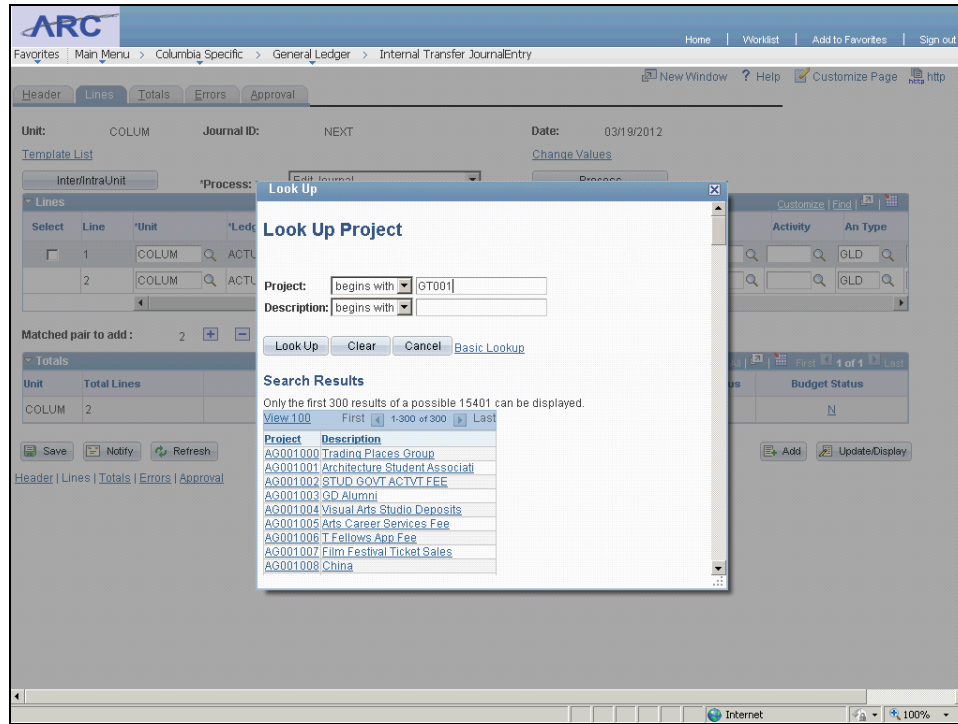 ARC
Home | Worklist | Add to Favorites | Sign out
Favorites Main Menu > Columbia Specific > General Ledger > Internal Transfer JournalEntry
New Window ? Help Customize Page http
Header Lines Totals Errors Approval
Unit: COLUM Journal ID: NEXT Date: 03/19/2012
Template List Change Values
Inter/IntraUnit *Process: Edit Journal Process
Lines Customize | Find |
Select Line *Unit *Ledg Activity An Type
1 COLUM ACTU GLD
2 COLUM ACTU GLD
Matched pair to add : 2
Totals First 1 of 1 Last
Unit Total Lines Budget Status
COLUM 2 N
Save Notify Refresh Add Update/Display
Header | Lines | Totals | Errors | Approval
Look Up
Look Up Project
Project: begins with GT001
Description: begins with
Look Up Clear Cancel Basic Lookup
Search Results
Only the first 300 results of a possible 15401 can be displayed.
View 100 First 1-300 of 300 Last
Project Description
AG001000 Trading Places Group
AG001001 Architecture Student Associati
AG001002 STUD GOVT ACTVT FEE
AG001003 GD Alumni
AG001004 Visual Arts Studio Deposits
AG001005 Arts Career Services Fee
AG001006 T Fellows App Fee
AG001007 Film Festival Ticket Sales
AG001008 China
Internet 100%